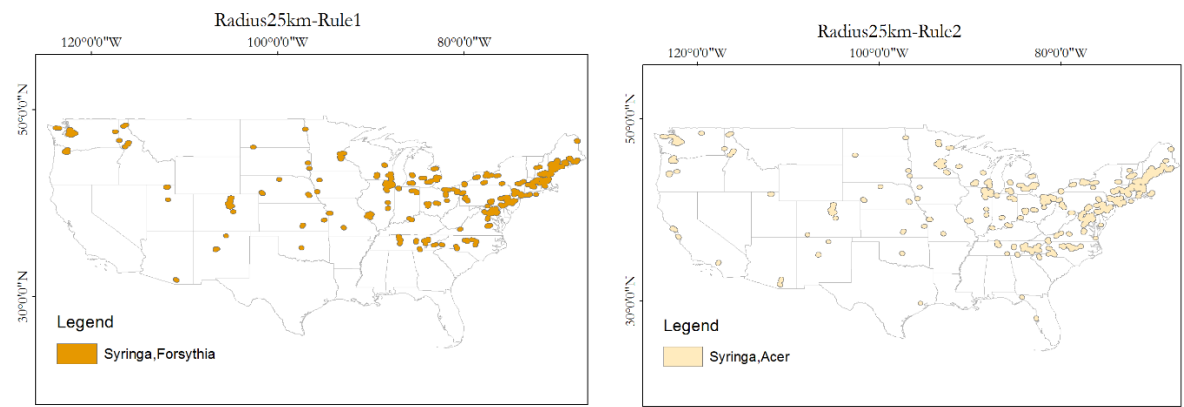 Radius25km-Rule1
120°0'0"W 100°0'0"W 80°0'0"W
50°0'0"N
30°0'0"N
Legend
Syringa,Forsythia
Radius25km-Rule2
120°0'0"W 100°0'0"W 80°0'0"W
50°0'0"N
30°0'0"N
Legend
Syringa,Acer